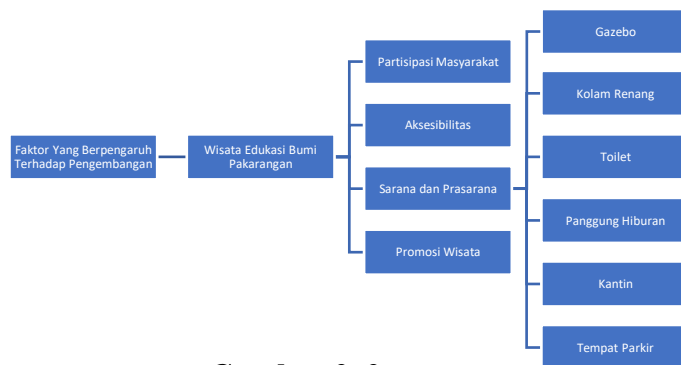 Faktor Yang Berpengaruh
Terhadap Pengembangan
Wisata Edukasi Bumi
Pakarangan
Partisipasi Masyarakat
Aksesibilitas
Sarana dan Prasarana
Promosi Wisata
Gazebo
Kolam Renang
Toilet
Panggung Hiburan
Kantin
Tempat Parkir